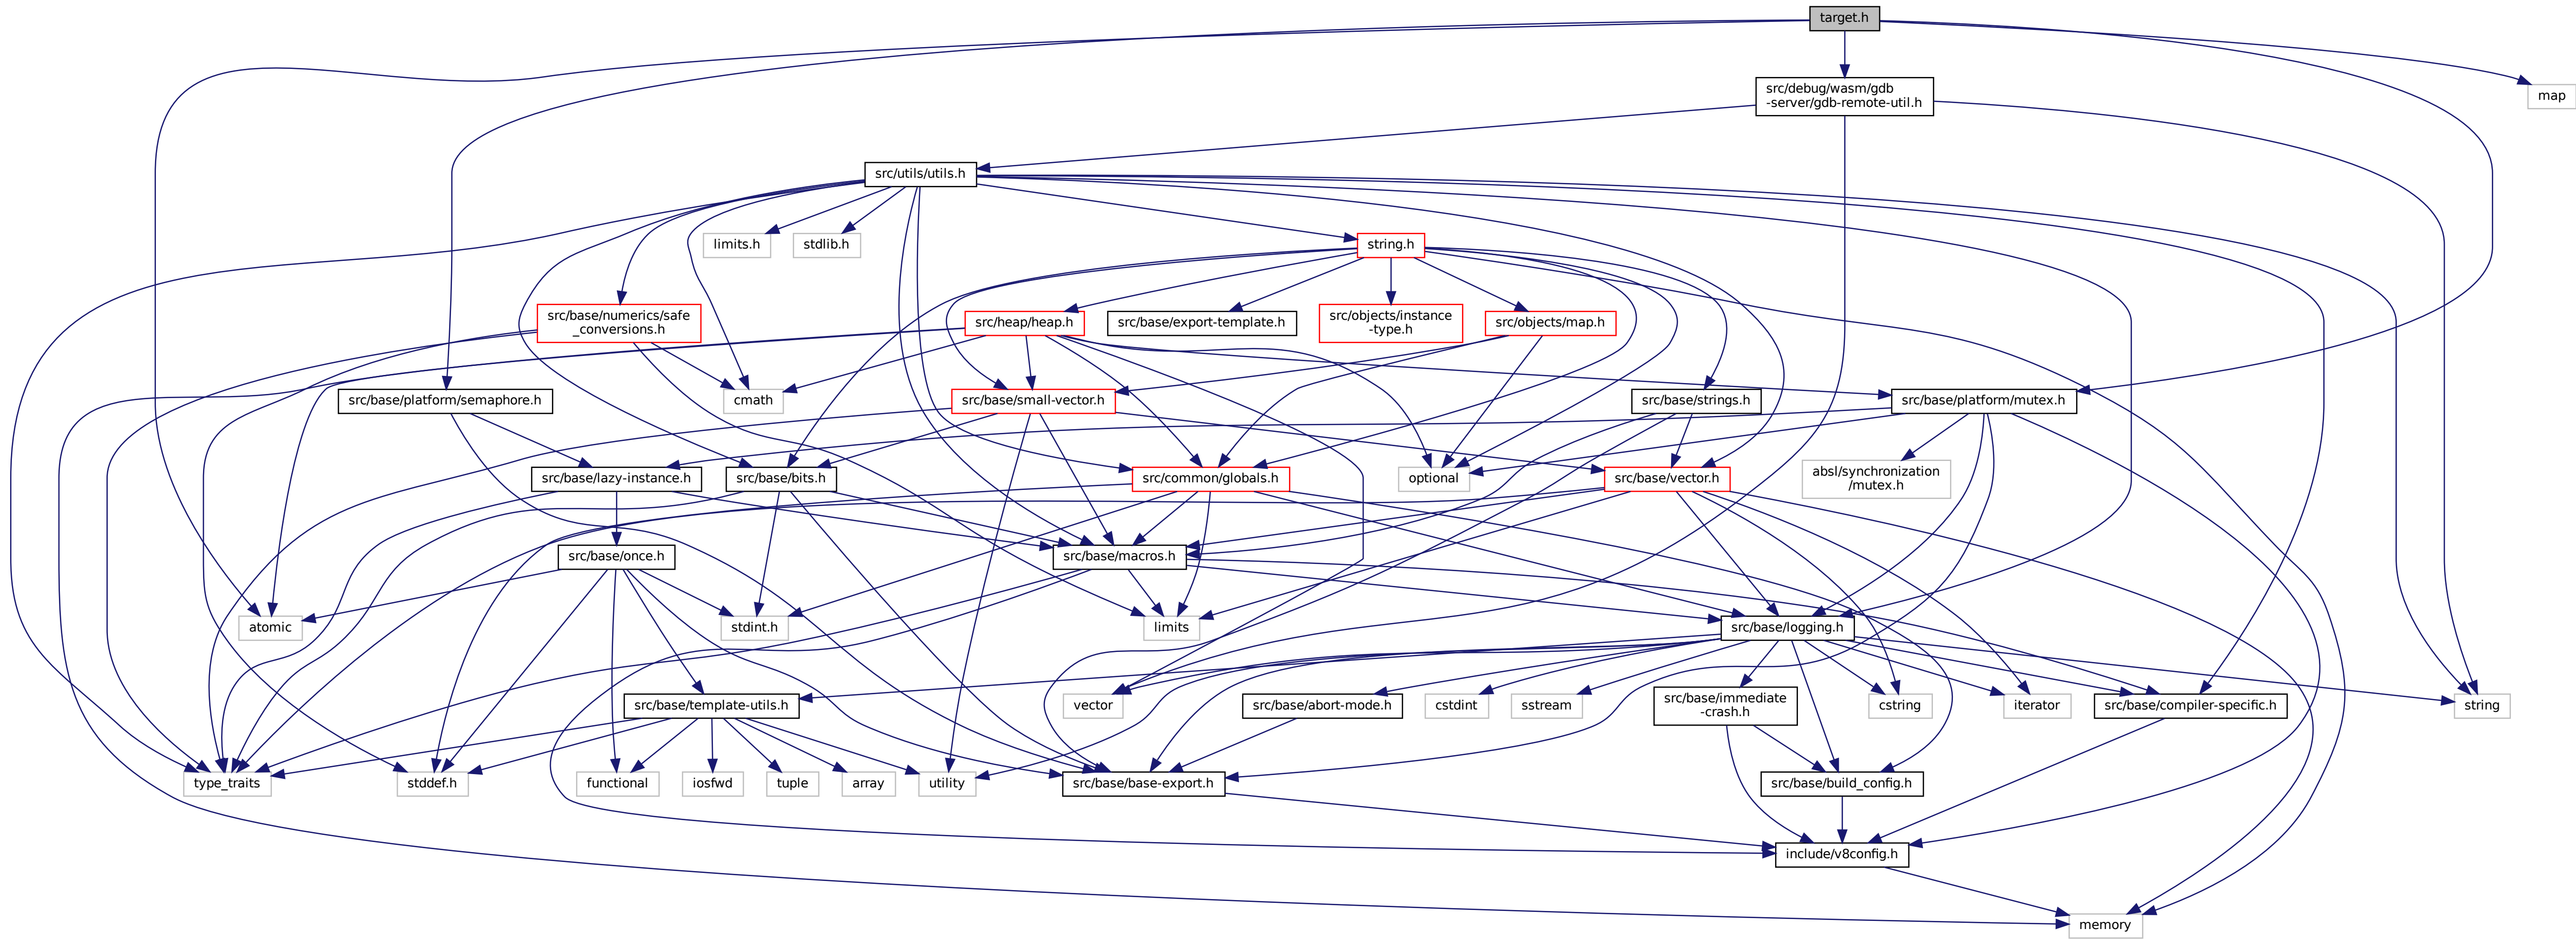 target.h
src/debug/wasm/gdb
-server/gdb-remote-util.h
map
src/utils/utils.h
limits.h
stdlib.h
string.h
src/base/numerics/safe
_conversions.h
src/heap/heap.h
src/base/export-template.h
src/objects/instance
-type.h
src/objects/map.h
src/base/platform/semaphore.h
cmath
src/base/small-vector.h
src/base/strings.h
src/base/platform/mutex.h
src/base/lazy-instance.h
src/base/bits.h
src/common/globals.h
optional
src/base/vector.h
absl/synchronization
/mutex.h
src/base/once.h
src/base/macros.h
atomic
stdint.h
limits
src/base/logging.h
src/base/template-utils.h
vector
src/base/abort-mode.h
cstdint
sstream
src/base/immediate
-crash.h
cstring
iterator
src/base/compiler-specific.h
string
type_traits
stddef.h
functional
iosfwd
tuple
array
utility
src/base/base-export.h
src/base/build_config.h
include/v8config.h
memory